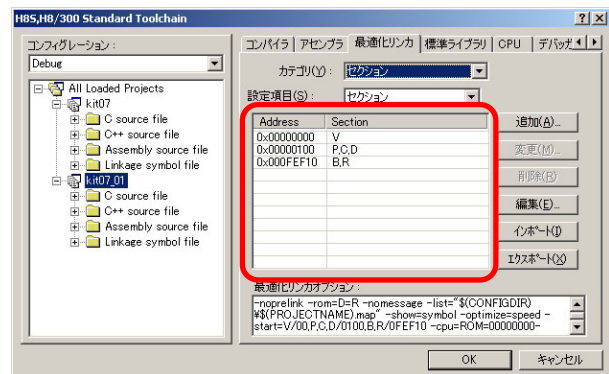 H8S,H8/300 Standard Toolchain
コンフィグレーション :
Debug
All Loaded Projects
kit07
C source file
C++ source file
Assembly source file
Linkage symbol file
kit07_01
C source file
C++ source file
Assembly source file
Linkage symbol file
コンパイラ アセンブラ 最適化リンカ 標準ライブラリ CPU デバッガ
カテゴリ(Y) : セクション
設定項目(S) : セクション
Address Section
0x00000000 V
0x00000100 P,C,D
0x000FEF10 B,R
追加(A)...
変更(M)...
削除(R)
編集(E)...
インポート(I)
エクスポート(X)
最適化リンカオプション :
-noprelink -rom=D=R -nomessage -list="$(CONFIGDIR)
¥$(PROJECTNAME).map" -show=symbol -optimize=speed -
start=V/00,P,C,D/0100,B,R/0FEF10 -cpu=ROM=00000000-
OK キャンセル